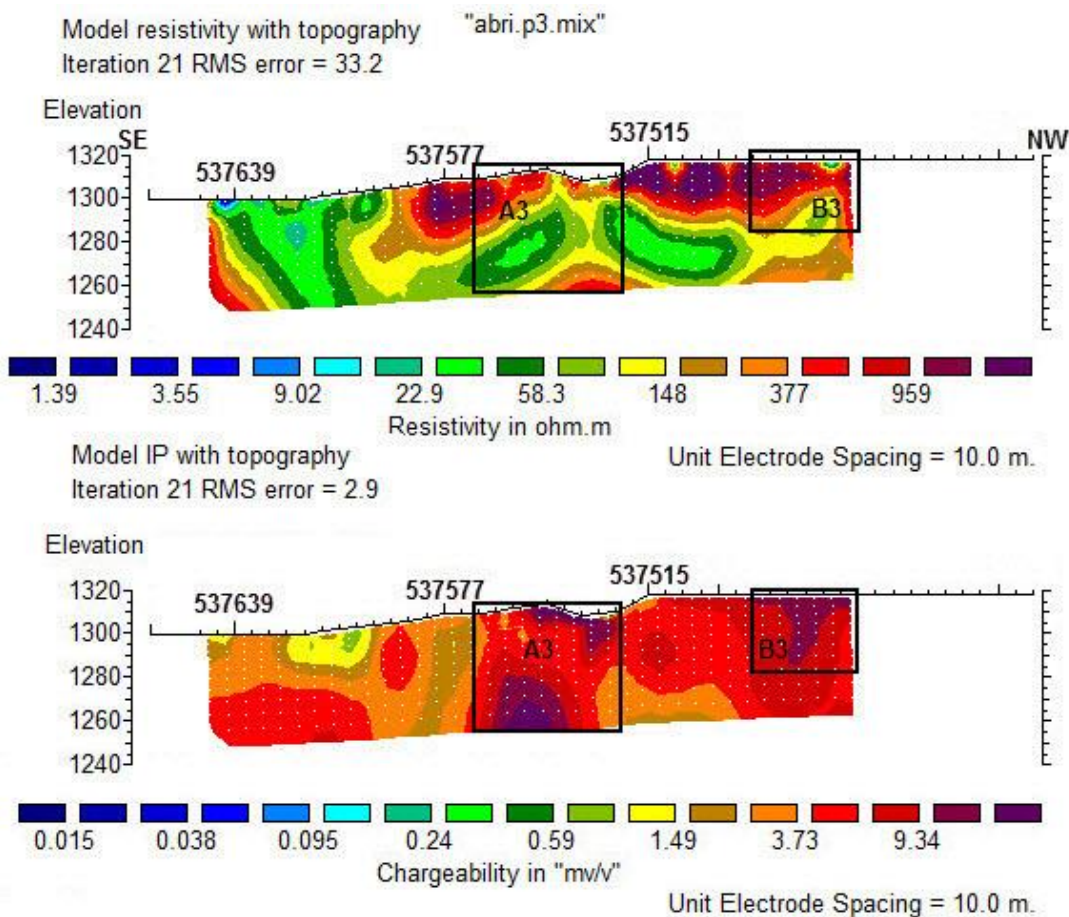 Model resistivity with topography "abri.p3.mix"
Iteration 21 RMS error = 33.2
Elevation
SE 537639 537577 537515 NW
1320
1300
1280
1260
1240
A3 B3
1.39 3.55 9.02 22.9 58.3 148 377 959
Resistivity in ohm.m
Model IP with topography Unit Electrode Spacing = 10.0 m.
Iteration 21 RMS error = 2.9
Elevation
537639 537577 537515
1320
1300
1280
1260
1240
A3 B3
0.015 0.038 0.095 0.24 0.59 1.49 3.73 9.34
Chargeability in "mv/v"
Unit Electrode Spacing = 10.0 m.